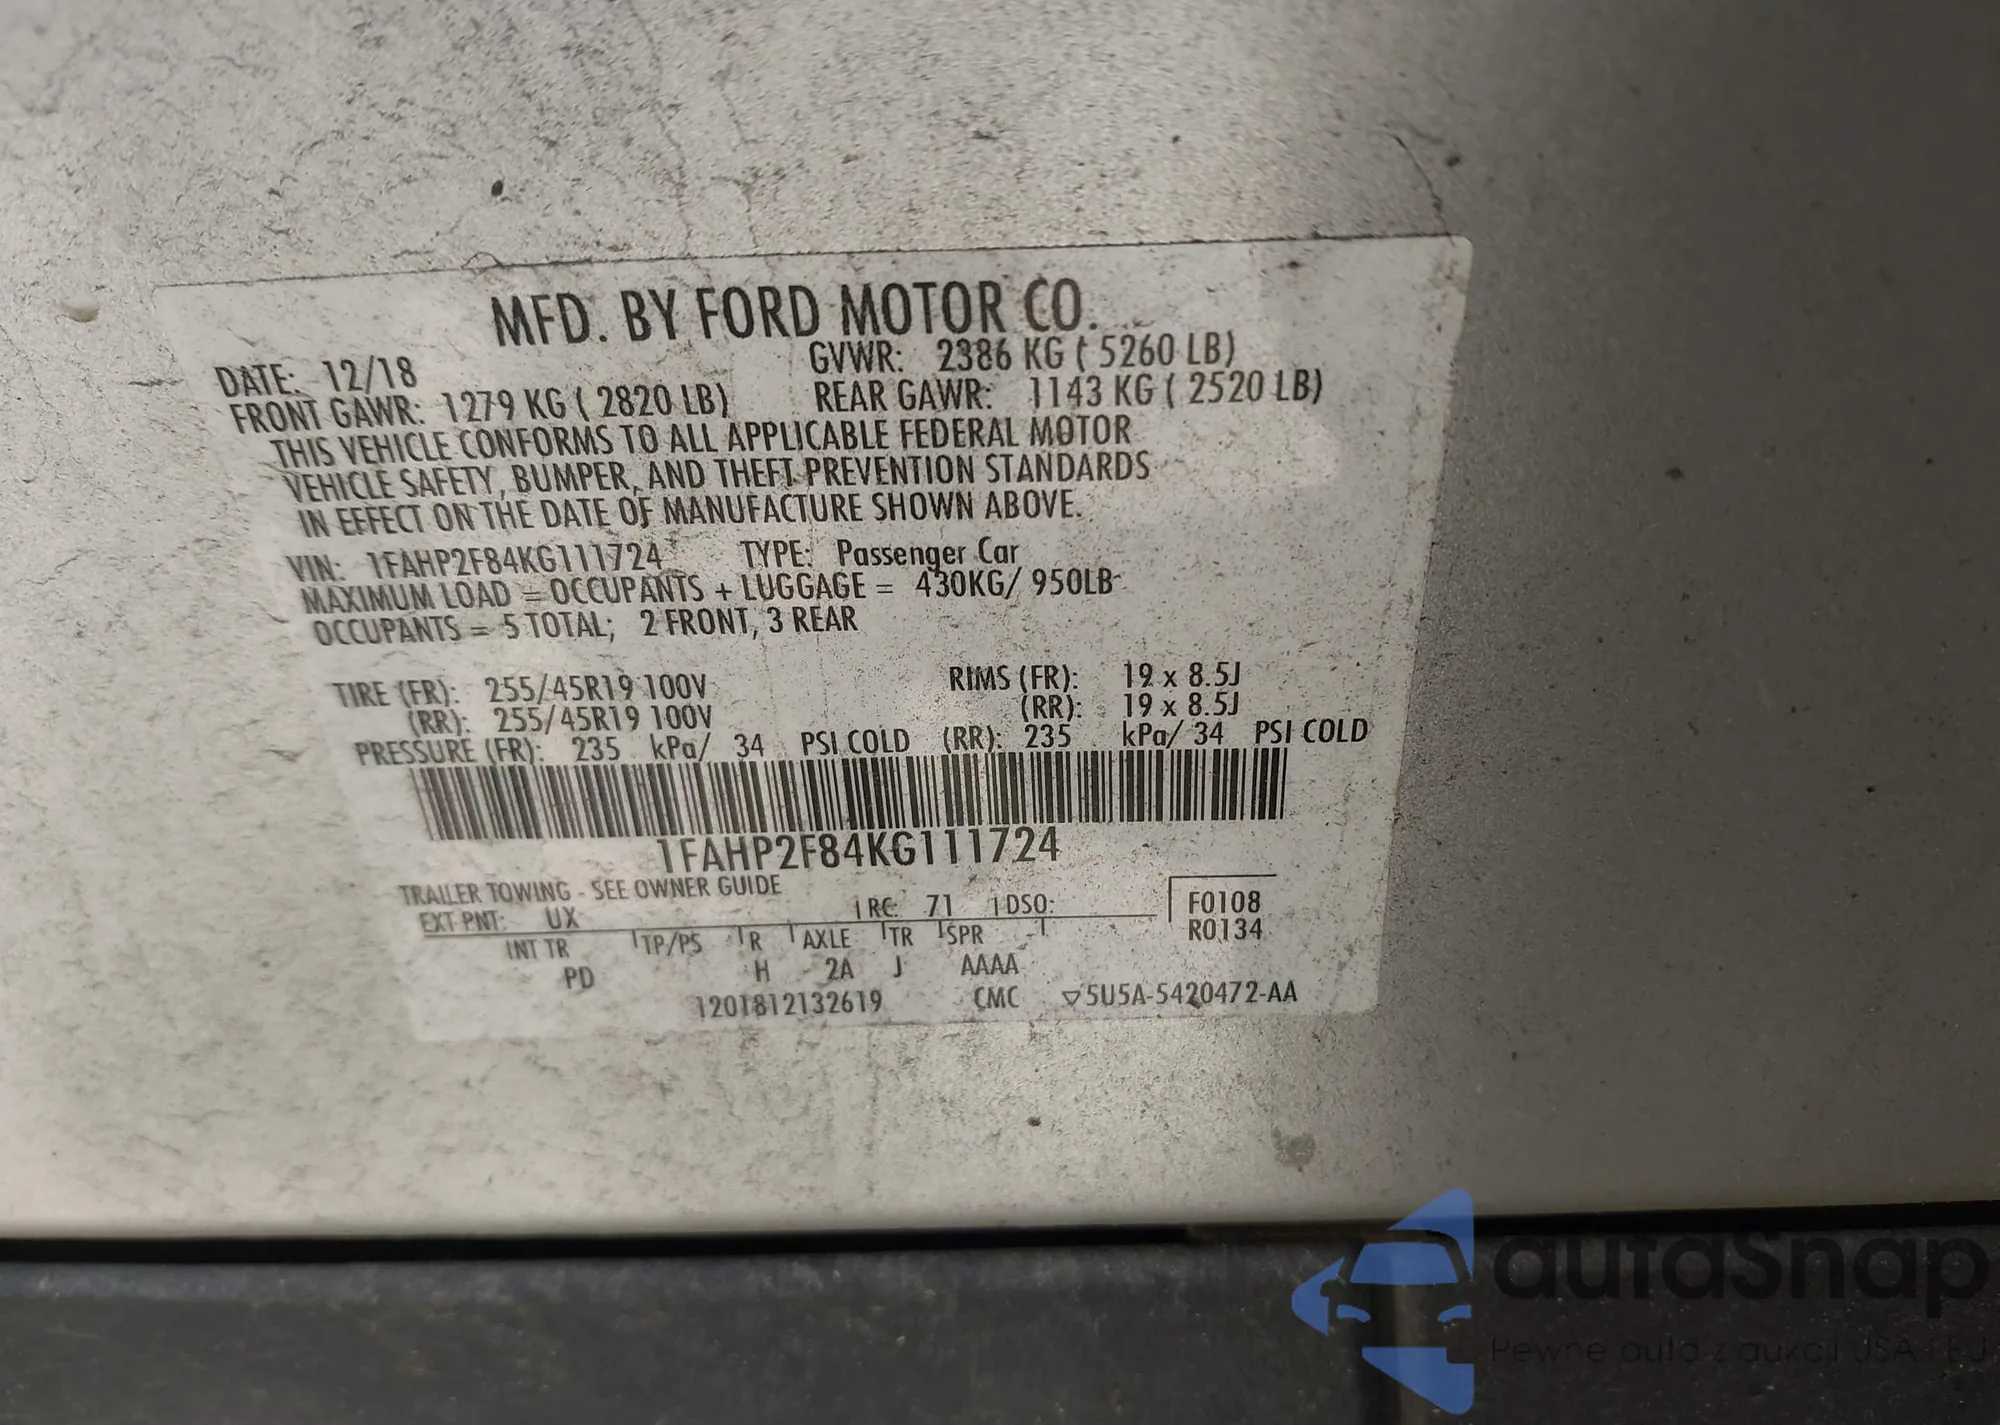 MFD. BY FORD MOTOR CO.
DATE: 12/18 GVWR: 2386 KG ( 5260 LB)
FRONT GAWR: 1279 KG ( 2820 LB) REAR GAWR: 1143 KG ( 2520 LB)
THIS VEHICLE CONFORMS TO ALL APPLICABLE FEDERAL MOTOR
VEHICLE SAFETY, BUMPER, AND THEFT PREVENTION STANDARDS
IN EFFECT ON THE DATE OF MANUFACTURE SHOWN ABOVE.
VIN: 1FAHP2F84KG111724 TYPE: Passenger Car
MAXIMUM LOAD = OCCUPANTS + LUGGAGE = 430KG/ 950LB
OCCUPANTS = 5 TOTAL; 2 FRONT, 3 REAR
TIRE (FR): 255/45R19 100V RIMS (FR): 19 x 8.5J
(RR): 255/45R19 100V (RR): 19 x 8.5J
PRESSURE (FR): 235 kPa/ 34 PSI COLD (RR): 235 kPa/ 34 PSI COLD
1FAHP2F84KG111724
TRAILER TOWING - SEE OWNER GUIDE
EXT PNT: UX RC: 71 DSO: F0108
INT TR TP/PS R AXLE TR SPR R0134
PD H 2A J AAAA
1201812132619 CMC ▽5U5A-5420472-AA
autaSnap
Pewne auta z aukcji USA - EU